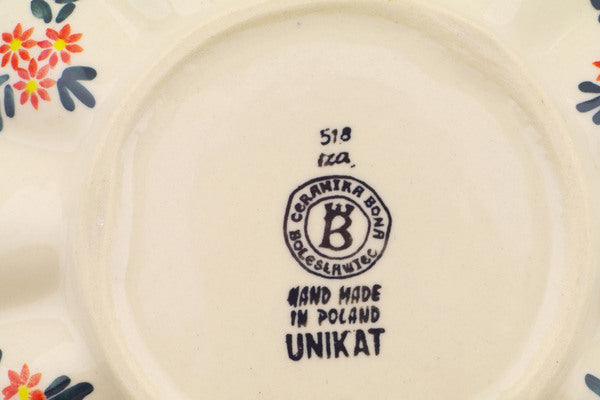 518
iza.
CERAMIKA BONA
B
BOLESŁAWIEC
HAND MADE
IN POLAND
UNIKAT